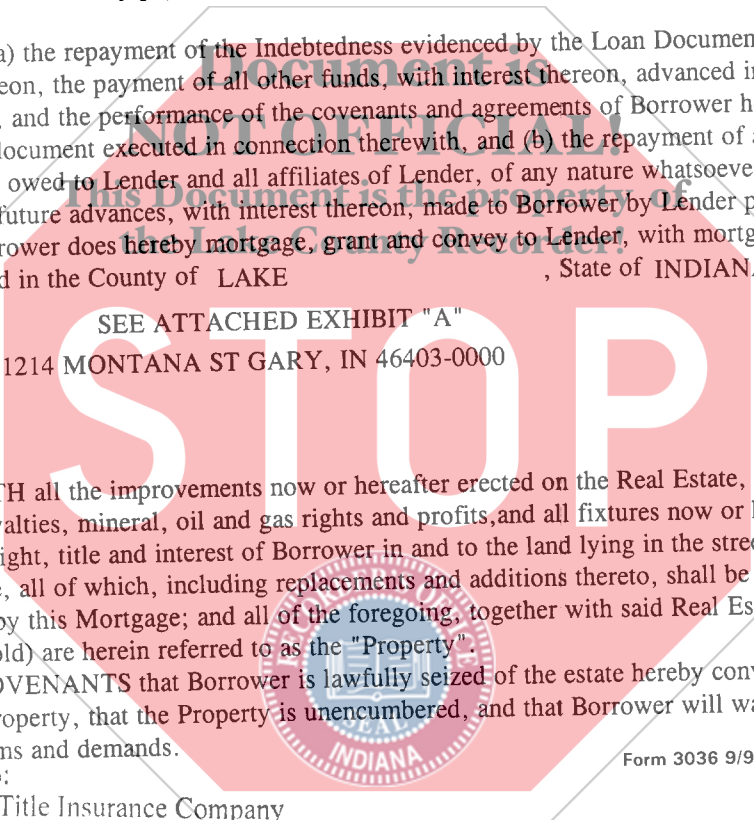 a) the repayment of the Indebtedness evidenced by the Loan Documen
eon, the payment of all other funds, with interest thereon, advanced i
, and the performance of the covenants and agreements of Borrower h
document executed in connection therewith, and (b) the repayment of
owed to Lender and all affiliates of Lender, of any nature whatsoeve
future advances, with interest thereon, made to Borrower by Lender p
rower does hereby mortgage, grant and convey to Lender, with mortg
d in the County of LAKE , State of INDIANA
Document is
NOT OFFICIAL!
This Document is the property of
the Lake County Recorder!
SEE ATTACHED EXHIBIT "A"
1214 MONTANA ST GARY, IN 46403-0000
STOP
TH all the improvements now or hereafter erected on the Real Estate,
yalties, mineral, oil and gas rights and profits,and all fixtures now or
ight, title and interest of Borrower in and to the land lying in the stre
, all of which, including replacements and additions thereto, shall be
by this Mortgage; and all of the foregoing, together with said Real Es
old) are herein referred to as the "Property".
OVENANTS that Borrower is lawfully seized of the estate hereby conv
roperty, that the Property is unencumbered, and that Borrower will wa
ms and demands.
SEAL
INDIANA
Form 3036 9/9
:
Title Insurance Company